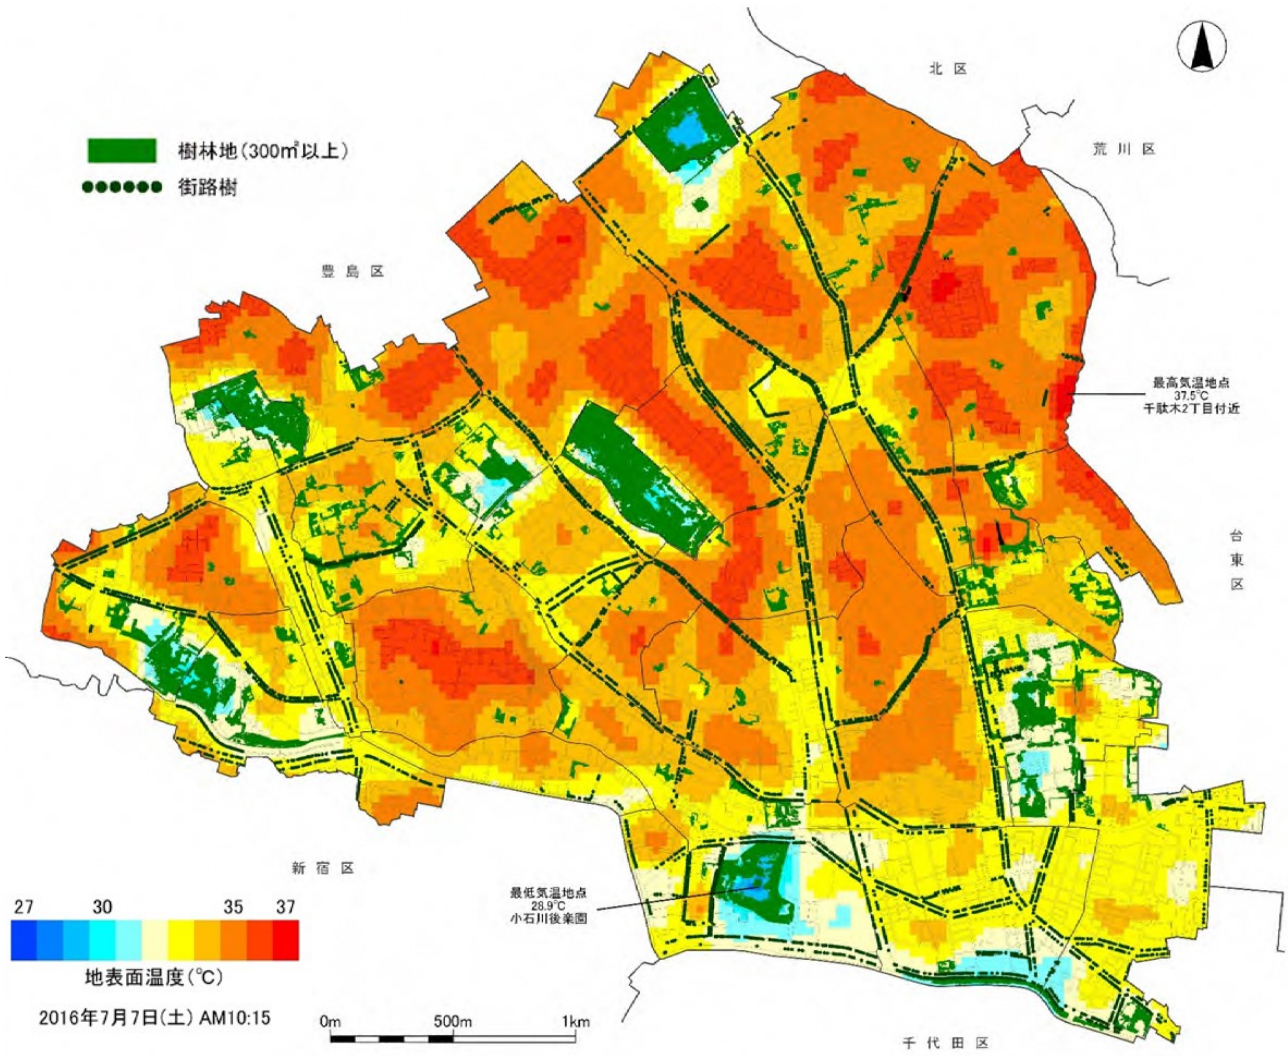 北区
荒川区
樹林地(300㎡以上)
街路樹
豊島区
最高気温地点
37.5℃
千駄木2丁目付近
台東区
新宿区
最低気温地点
28.9℃
小石川後楽園
27 30 35 37
地表面温度(℃)
2016年7月7日(土) AM10:15
0m 500m 1km
千代田区